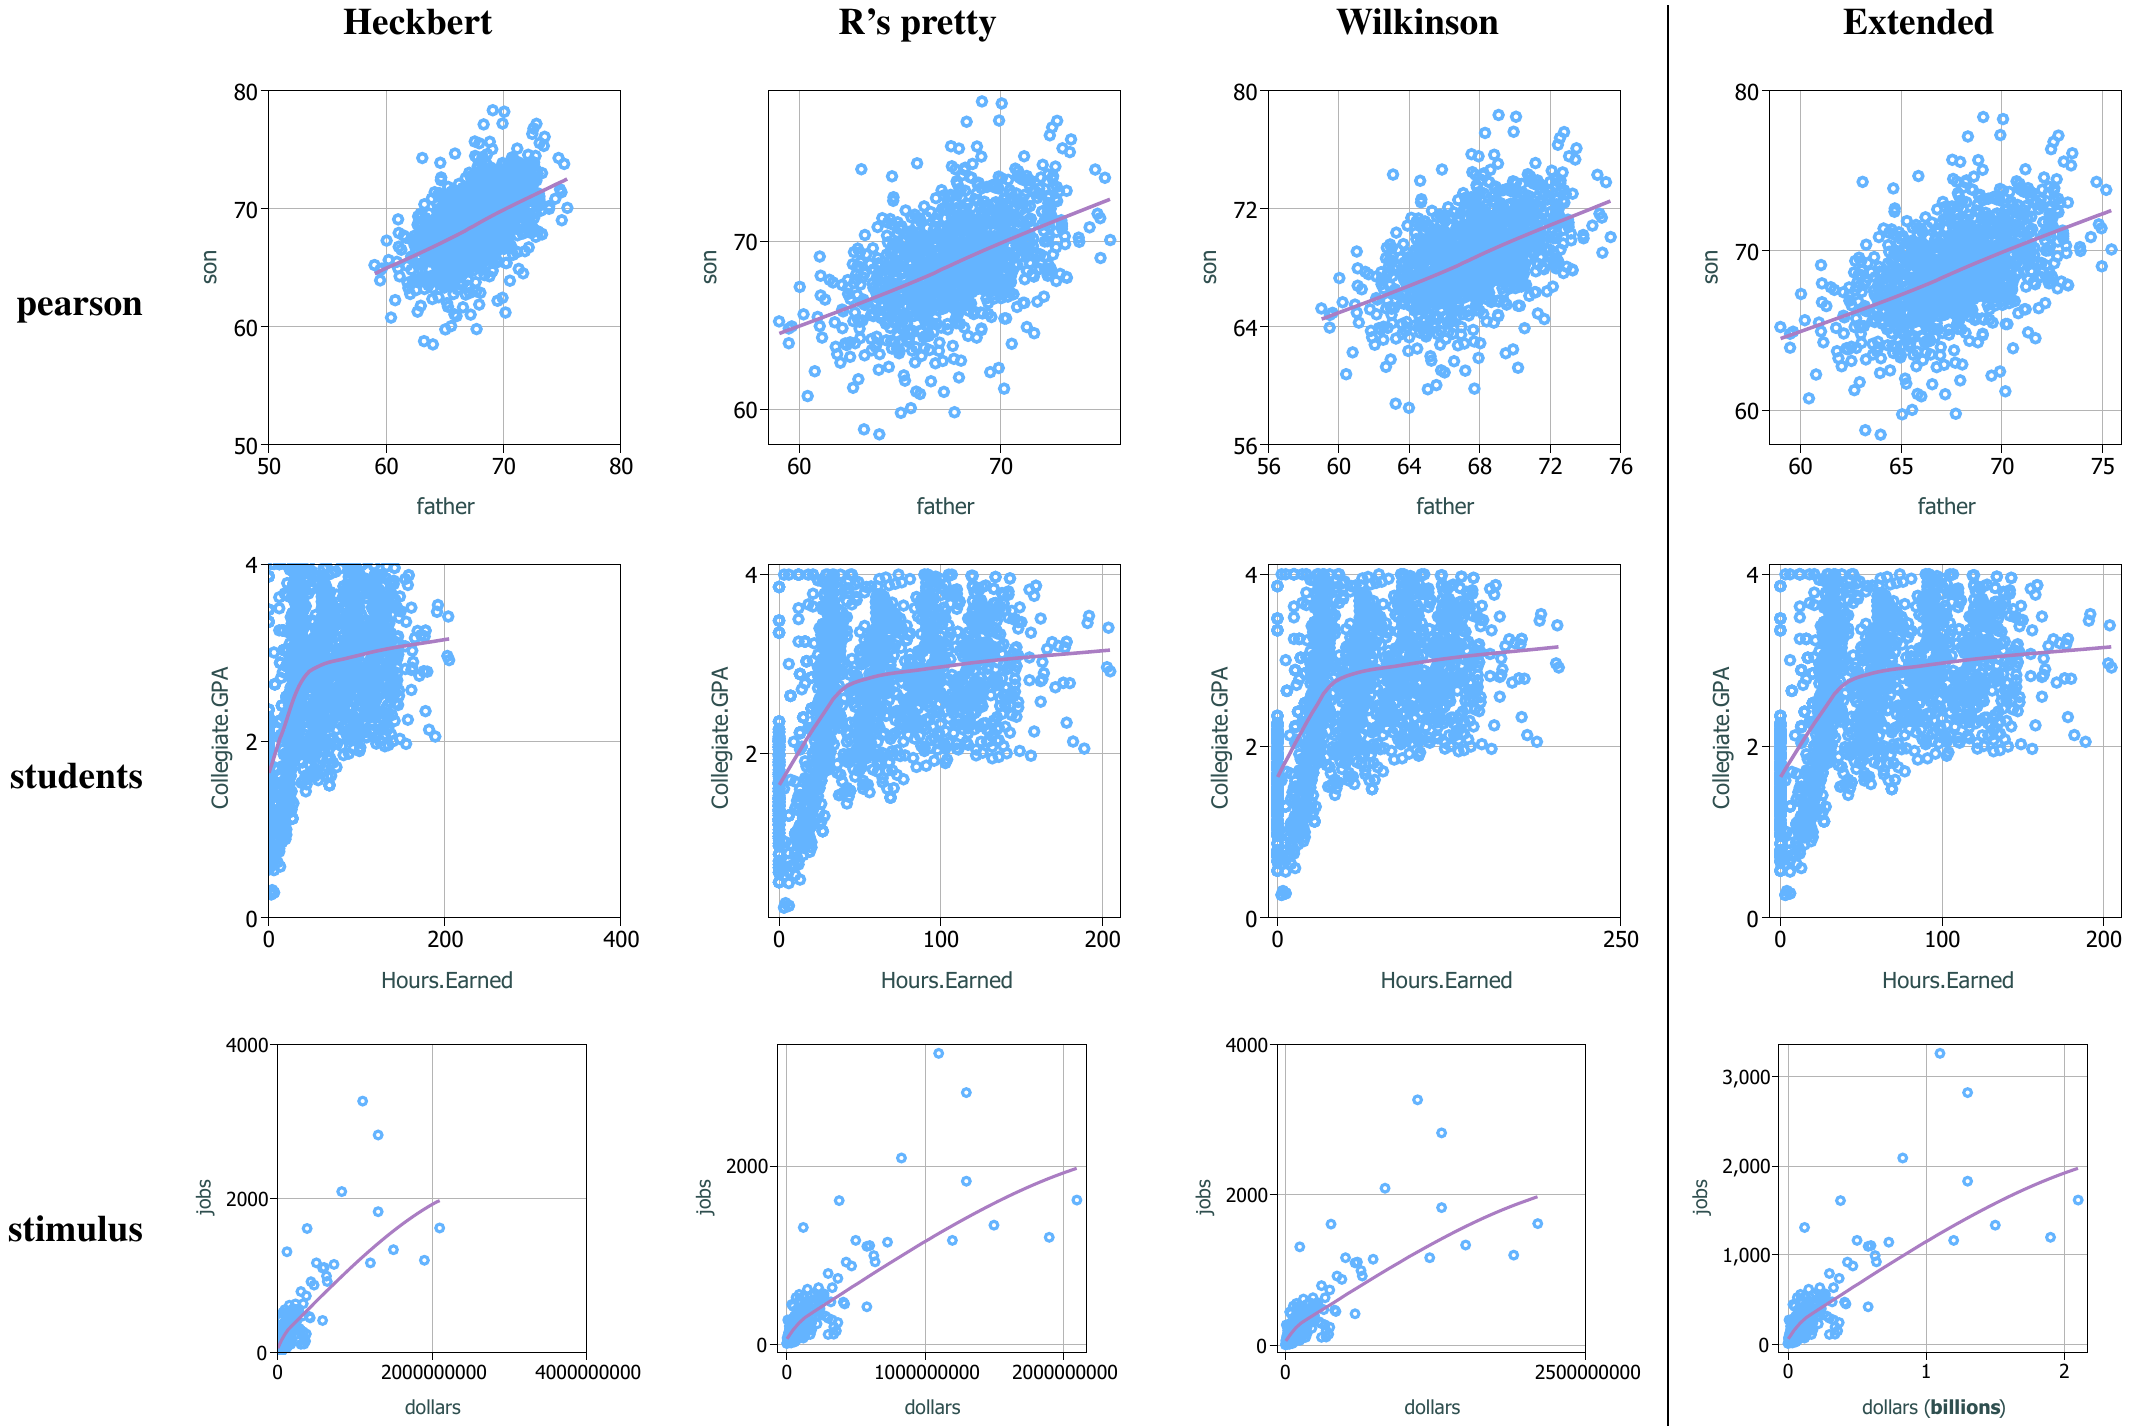 Heckbert R's pretty Wilkinson Extended
pearson
80
70
60
50
50 60 70 80
son
father
70
60
60 70
son
father
80
72
64
56
56 60 64 68 72 76
son
father
80
70
60
60 65 70 75
son
father
students
4
2
0
0 200 400
Collegiate.GPA
Hours.Earned
4
2
0 100 200
Collegiate.GPA
Hours.Earned
4
2
0
0 250
Collegiate.GPA
Hours.Earned
4
2
0
0 100 200
Collegiate.GPA
Hours.Earned
stimulus
4000
2000
0
0 2000000000 4000000000
jobs
dollars
2000
0
0 1000000000 2000000000
jobs
dollars
4000
2000
0
0 2500000000
jobs
dollars
3,000
2,000
1,000
0
0 1 2
jobs
dollars (billions)